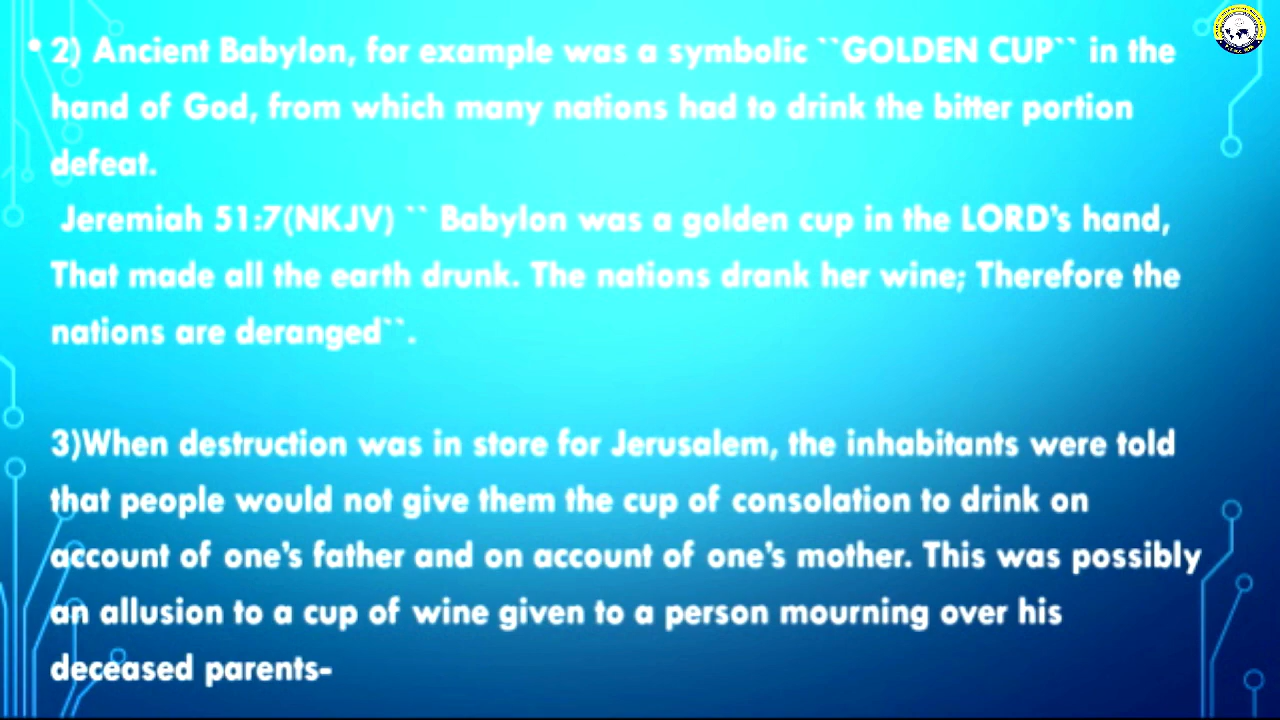 • 2) Ancient Babylon, for example was a symbolic ``GOLDEN CUP`` in the
hand of God, from which many nations had to drink the bitter portion
defeat.
Jeremiah 51:7(NKJV) `` Babylon was a golden cup in the LORD’s hand,
That made all the earth drunk. The nations drank her wine; Therefore the
nations are deranged``.
3)When destruction was in store for Jerusalem, the inhabitants were told
that people would not give them the cup of consolation to drink on
account of one’s father and on account of one’s mother. This was possibly
an allusion to a cup of wine given to a person mourning over his
deceased parents-